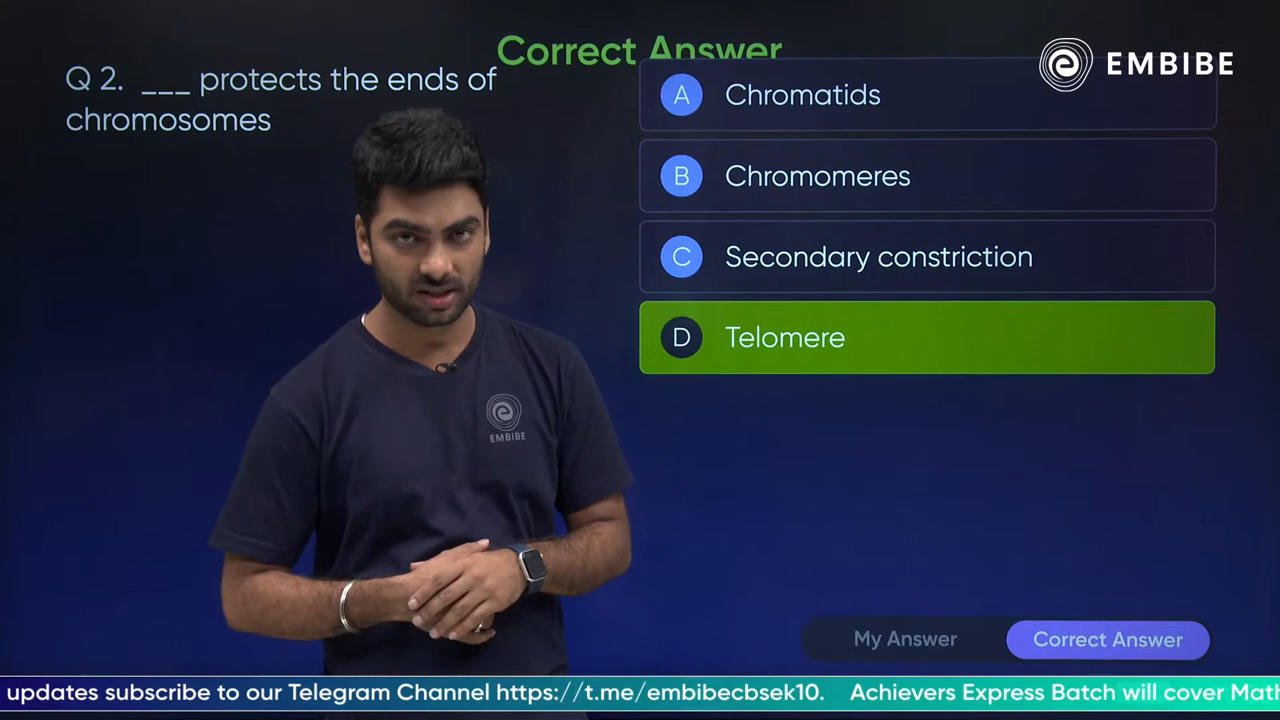 Correct Answer
EMBIBE
Q 2. ___ protects the ends of
chromosomes
A Chromatids
B Chromomeres
C Secondary constriction
D Telomere
EMBIBE
My Answer
Correct Answer
updates subscribe to our Telegram Channel https://t.me/embibecbsek10. Achievers Express Batch will cover Math